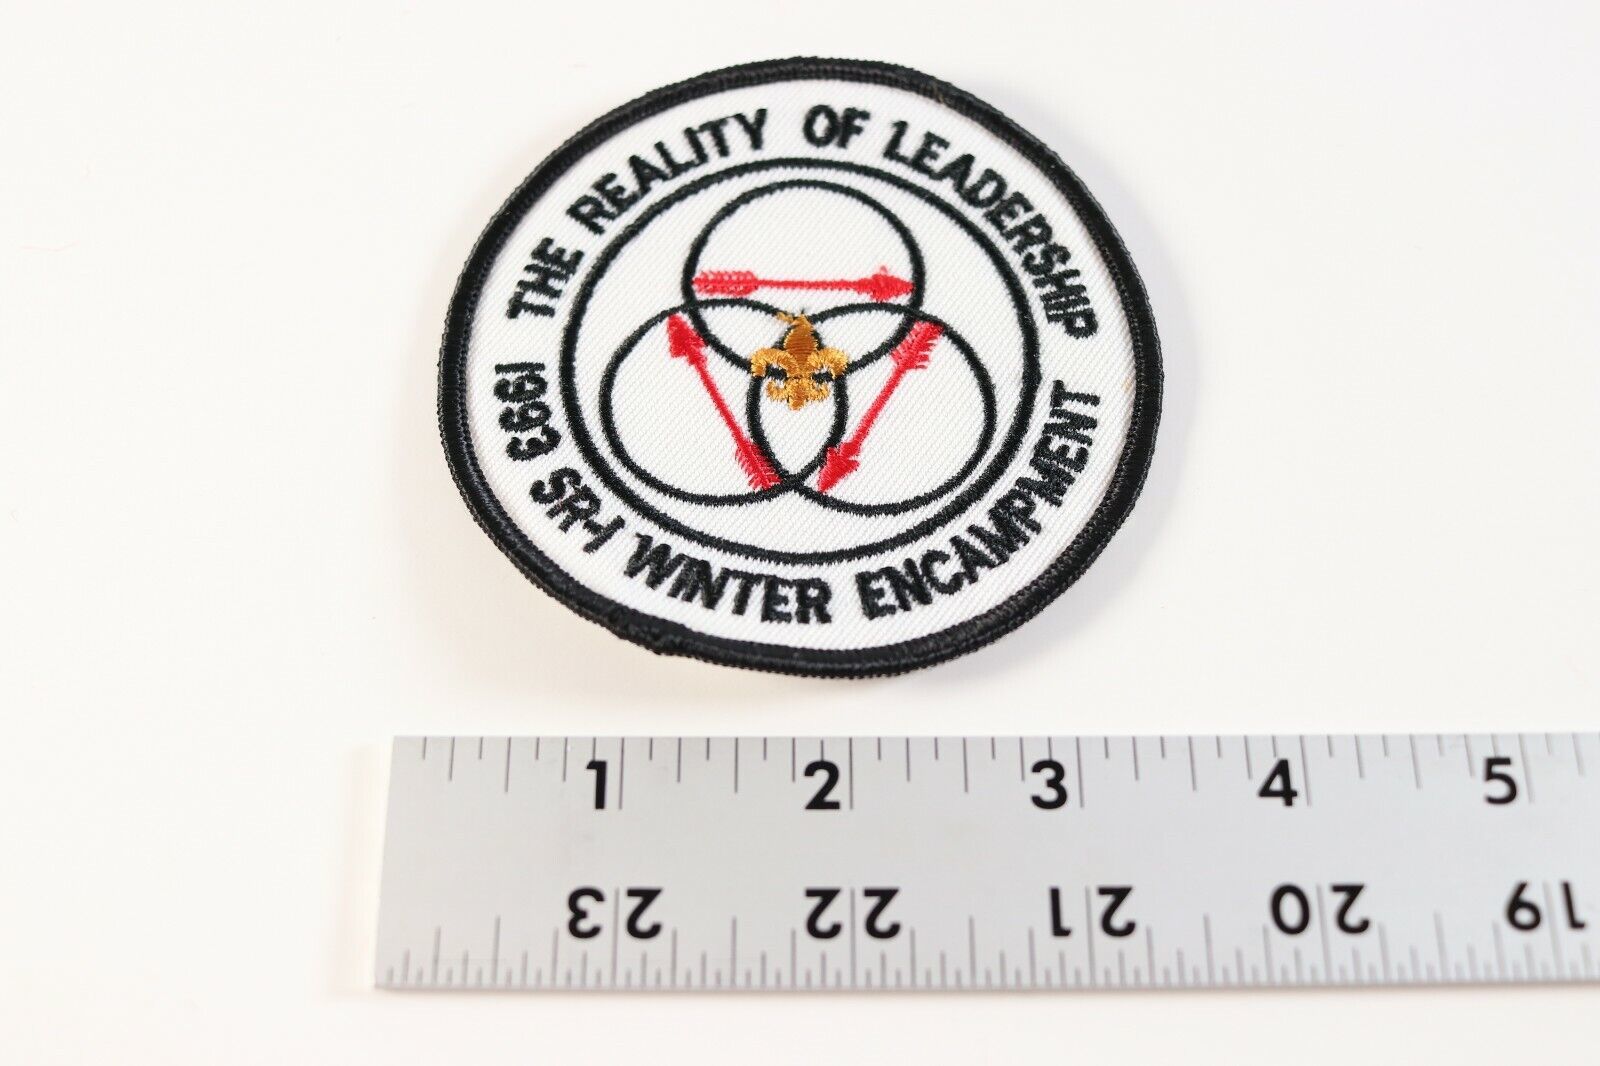 THE REALITY OF LEADERSHIP
1993 SR-1 WINTER ENCAMPMENT
1 2 3 4 5
23 22 21 20 19